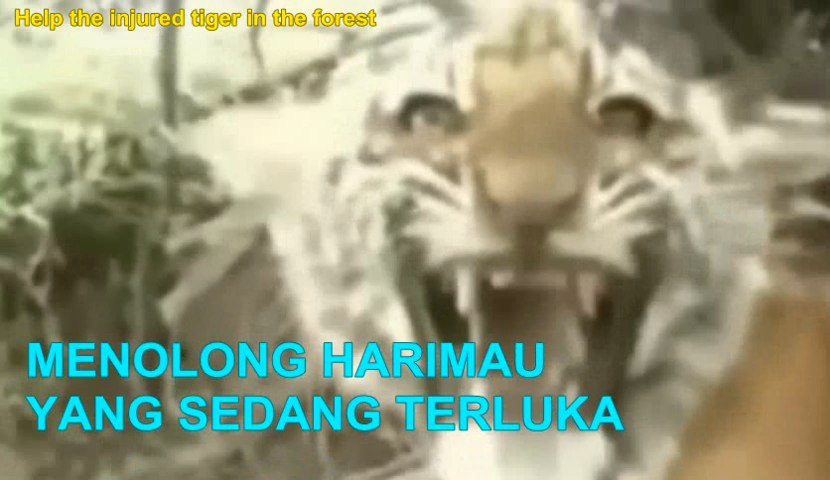 Help the injured tiger in the forest
MENOLONG HARIMAU
YANG SEDANG TERLUKA